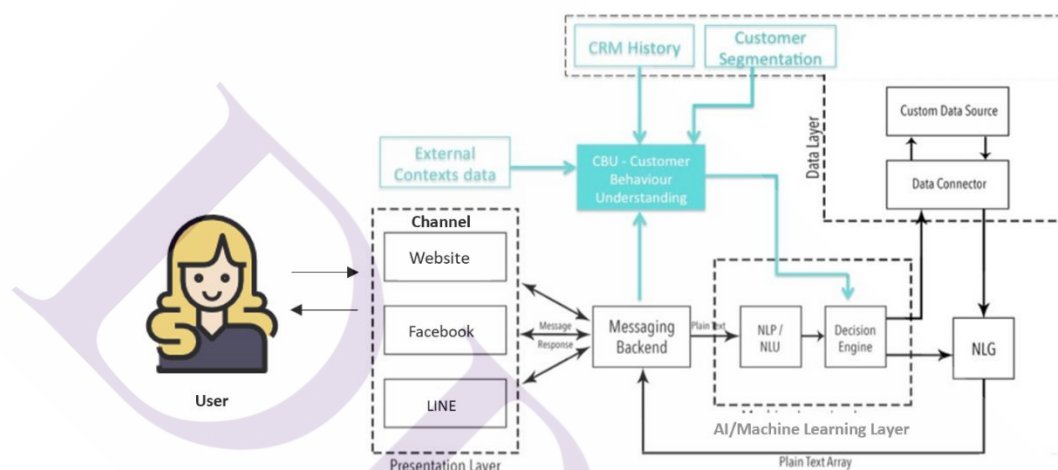 CRM History
Customer
Segmentation
Custom Data Source
Data Layer
External
Contexts data
CBU - Customer
Behaviour
Understanding
Data Connector
Channel
Website
Facebook
LINE
Message
Response
Messaging
Backend
Plain Text
NLP /
NLU
Decision
Engine
NLG
User
AI/Machine Learning Layer
Plain Text Array
Presentation Layer